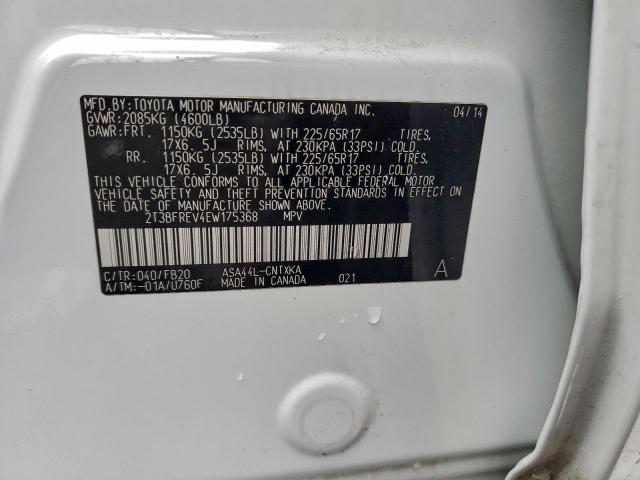 MFD.BY:TOYOTA MOTOR MANUFACTURING CANADA INC. 04/14
GVWR:2085KG (4600LB)
GAWR:FRT. 1150KG (2535LB) WITH 225/65R17 TIRES,
17X6.5J RIMS, AT 230KPA (33PSI) COLD.
RR. 1150KG (2535LB) WITH 225/65R17 TIRES,
17X6.5J RIMS, AT 230KPA (33PSI) COLD.
THIS VEHICLE CONFORMS TO ALL APPLICABLE FEDERAL MOTOR
VEHICLE SAFETY AND THEFT PREVENTION STANDARDS IN EFFECT ON
THE DATE OF MANUFACTURE SHOWN ABOVE.
2T3BFREV4EW175368 MPV
C/TR:040/FB20 ASA44L-CNTXKA A
A/TM:-01A/U760F MADE IN CANADA 021